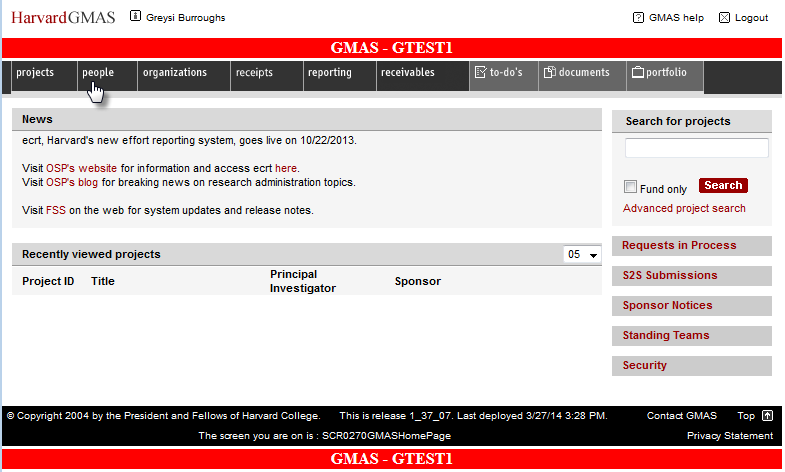 HarvardGMAS Greysi Burroughs GMAS help Logout
GMAS - GTEST1
projects people organizations receipts reporting receivables to-do's documents portfolio
News
ecrt, Harvard's new effort reporting system, goes live on 10/22/2013.
Visit OSP's website for information and access ecrt here.
Visit OSP's blog for breaking news on research administration topics.
Visit FSS on the web for system updates and release notes.
Search for projects
Fund only Search
Advanced project search
Recently viewed projects 05
Project ID Title Principal Investigator Sponsor
Requests in Process
S2S Submissions
Sponsor Notices
Standing Teams
Security
© Copyright 2004 by the President and Fellows of Harvard College. This is release 1_37_07. Last deployed 3/27/14 3:28 PM. Contact GMAS Top
The screen you are on is : SCR0270GMASHomePage Privacy Statement
GMAS - GTEST1